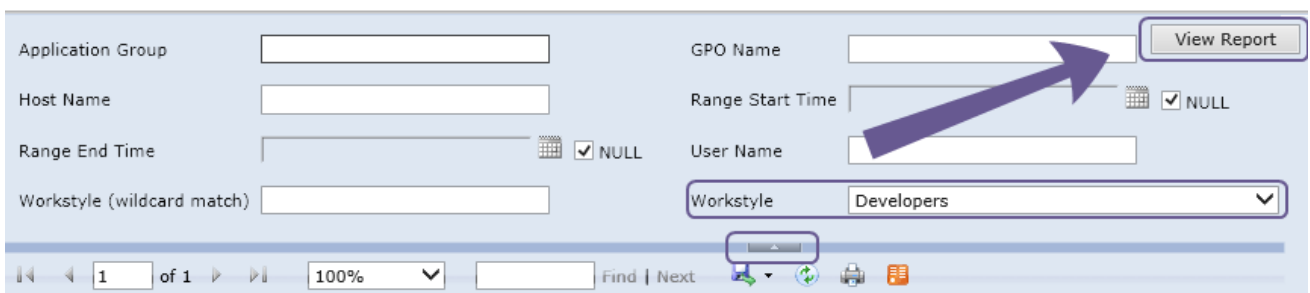 Application Group GPO Name View Report
Host Name Range Start Time NULL
Range End Time NULL User Name
Workstyle (wildcard match) Workstyle Developers
1 of 1 100% Find | Next